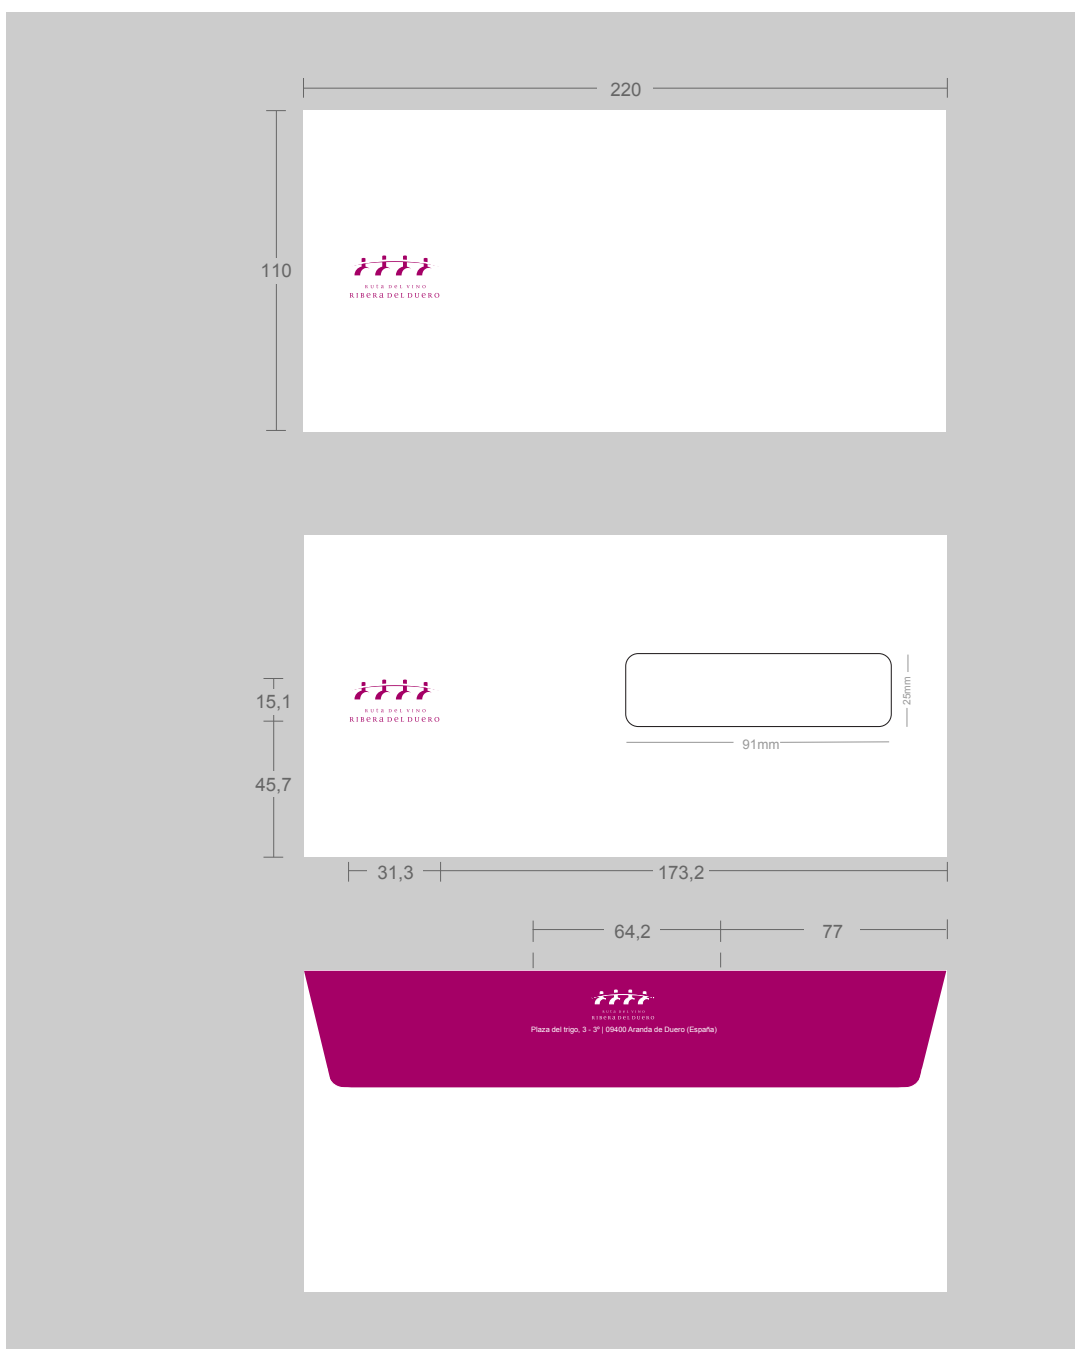 220
110
RUTA DEL VINO
RIBERA DEL DUERO
15,1
45,7
RUTA DEL VINO
RIBERA DEL DUERO
25mm
91mm
31,3
173,2
64,2
77
RUTA DEL VINO
RIBERA DEL DUERO
Plaza del trigo, 3 - 3º | 09400 Aranda de Duero (España)